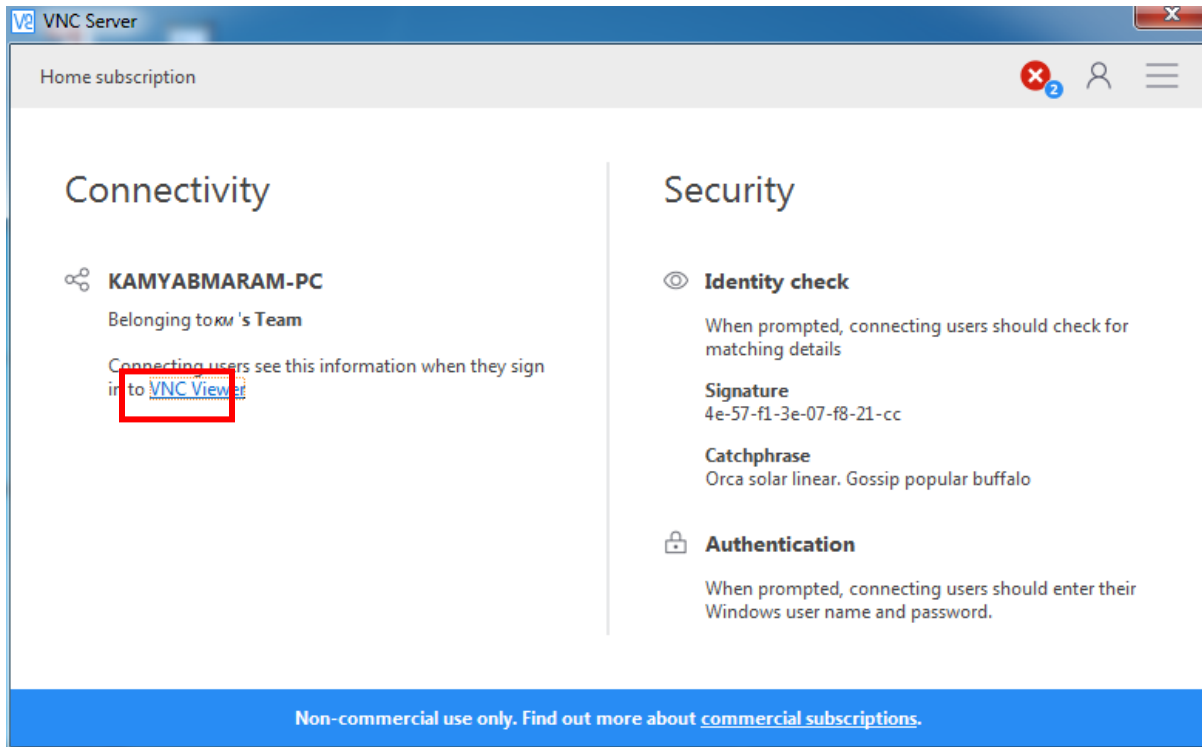 VNC Server
Home subscription
2
Connectivity
KAMYABMARAM-PC
Belonging to KM 's Team
Connecting users see this information when they sign
in to VNC Viewer
Security
Identity check
When prompted, connecting users should check for
matching details
Signature
4e-57-f1-3e-07-f8-21-cc
Catchphrase
Orca solar linear. Gossip popular buffalo
Authentication
When prompted, connecting users should enter their
Windows user name and password.
Non-commercial use only. Find out more about commercial subscriptions.